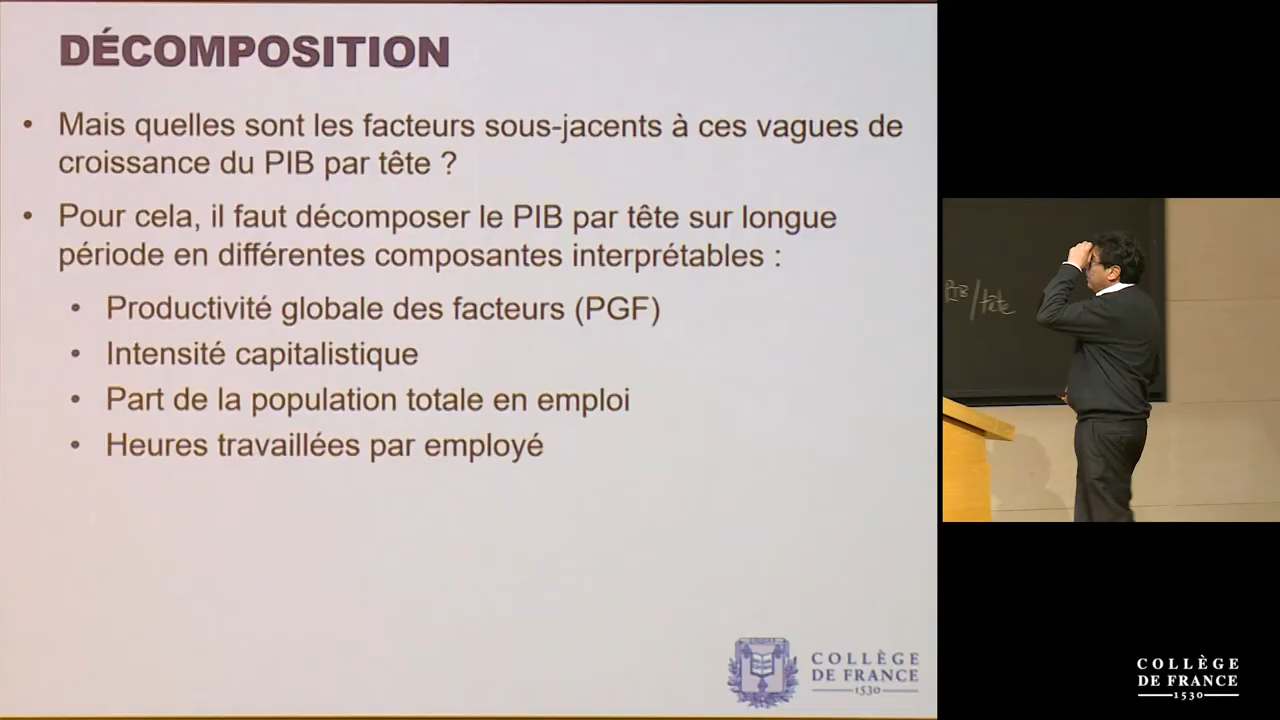 DÉCOMPOSITION
• Mais quelles sont les facteurs sous-jacents à ces vagues de
croissance du PIB par tête ?
• Pour cela, il faut décomposer le PIB par tête sur longue
période en différentes composantes interprétables :
• Productivité globale des facteurs (PGF)
• Intensité capitalistique
• Part de la population totale en emploi
• Heures travaillées par employé
COLLÈGE
DE FRANCE
1530
PIB/tête
COLLÈGE
DE FRANCE
1530